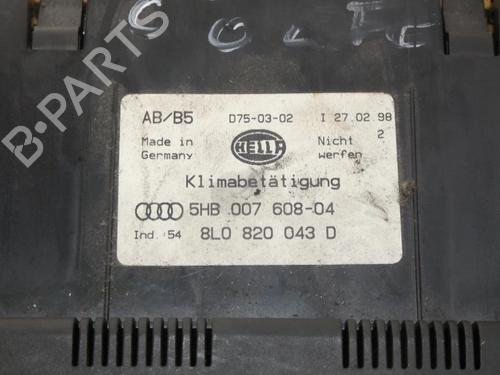 GOLF
AB/B5 D75-03-02 I 27.02.98
2
Made in Germany
HELLA
Nicht werfen
Klimabetätigung
5HB 007 608-04
Ind. 54 8L0 820 043 D
B-PARTS